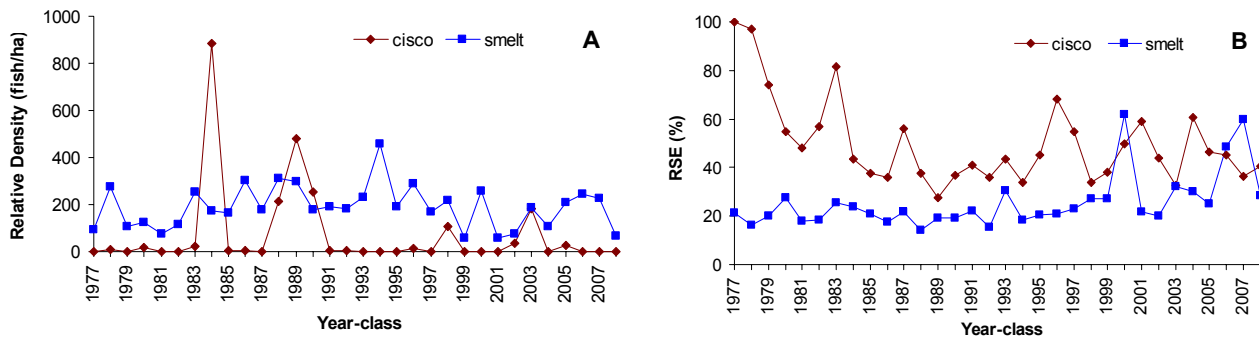 cisco smelt A
Relative Density (fish/ha)
1000
800
600
400
200
0
1977 1979 1981 1983 1985 1987 1989 1991 1993 1995 1997 1999 2001 2003 2005 2007
Year-class
cisco smelt B
RSE (%)
100
80
60
40
20
0
1977 1979 1981 1983 1985 1987 1989 1991 1993 1995 1997 1999 2001 2003 2005 2007
Year-class